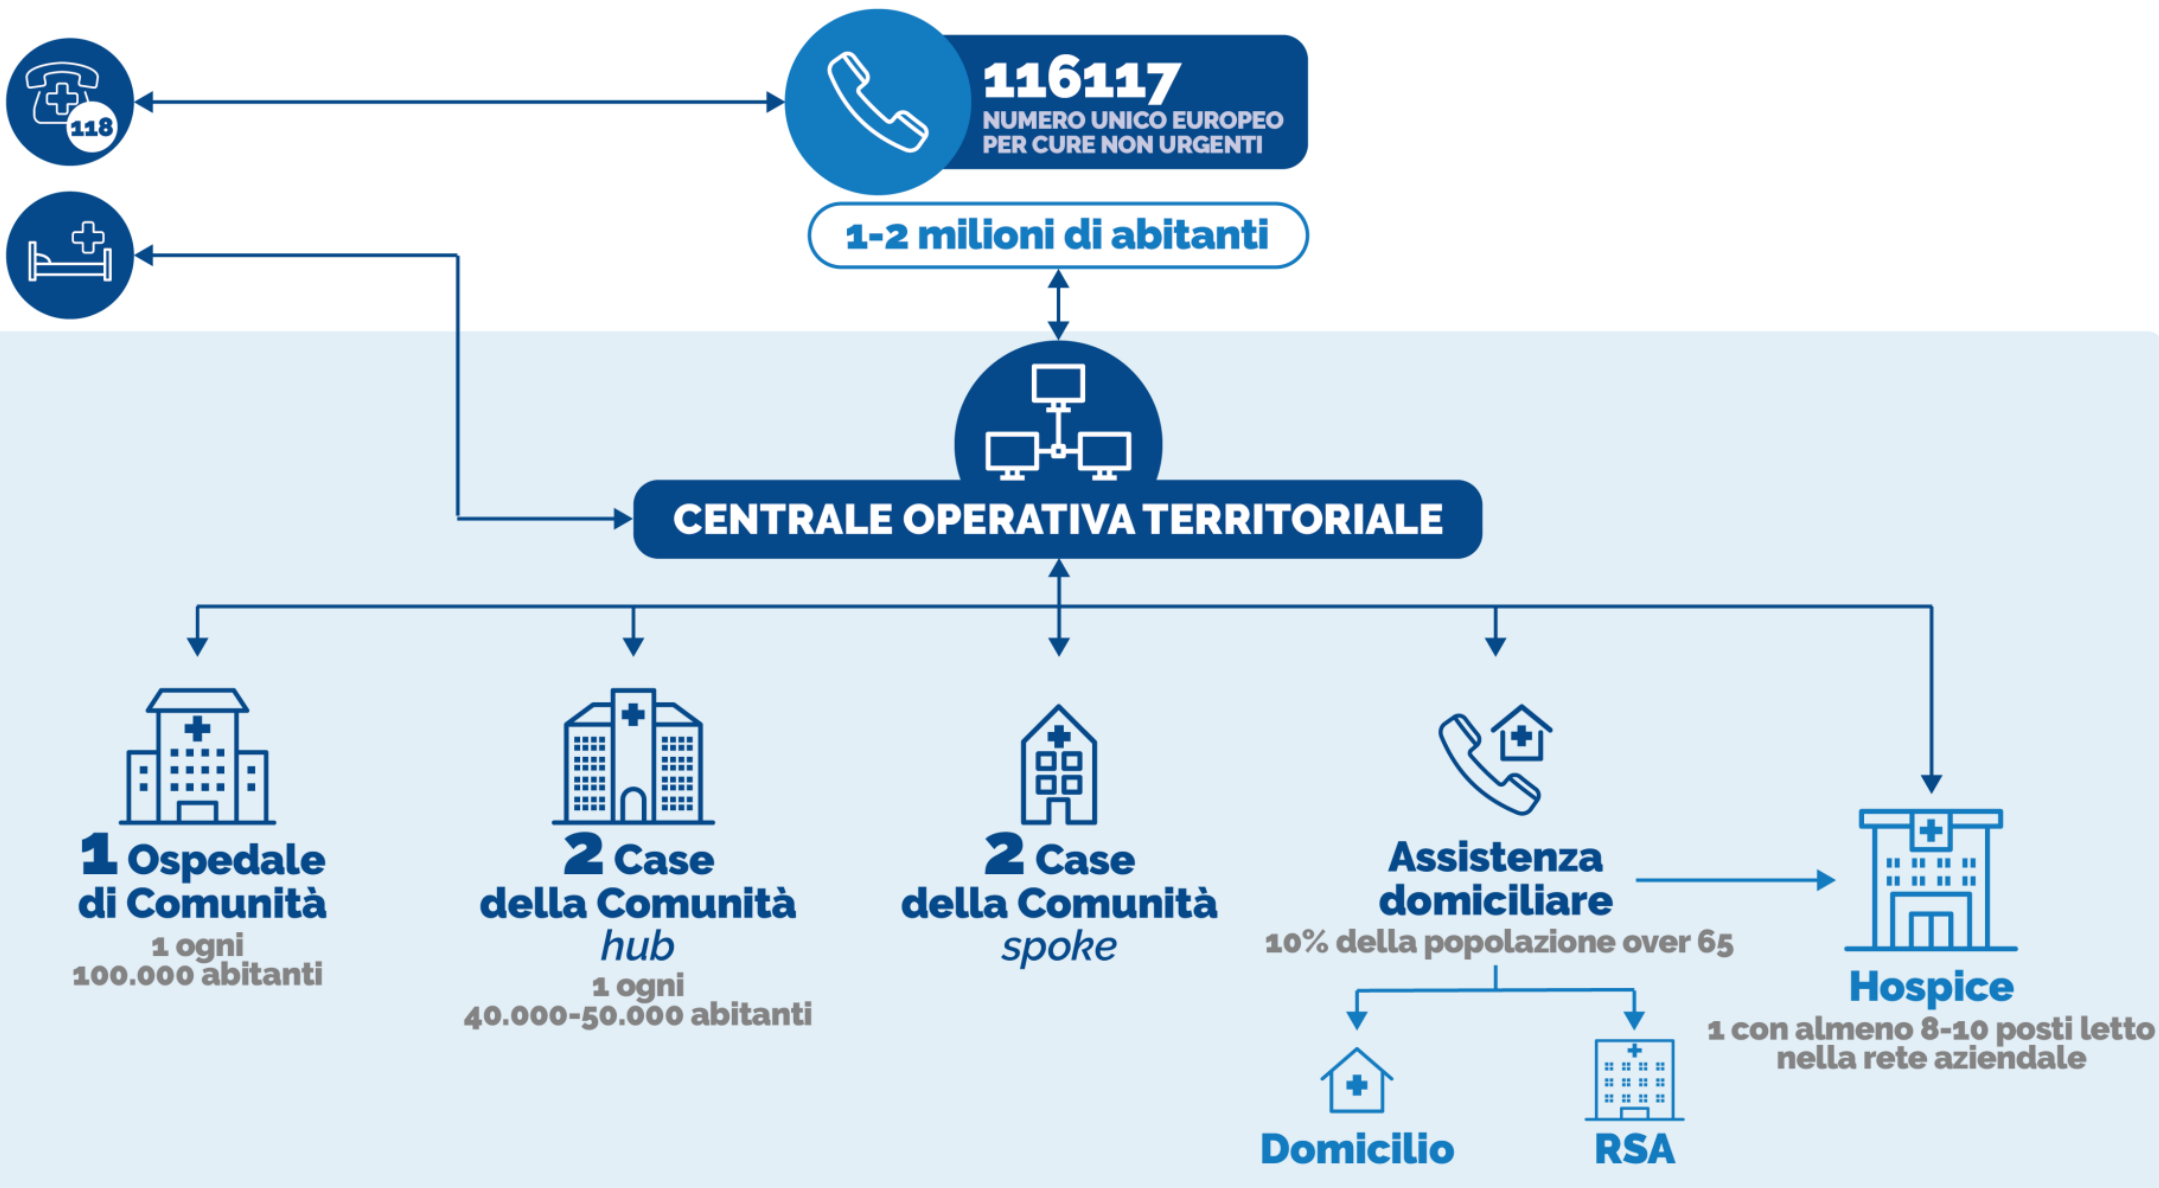 118
116117
NUMERO UNICO EUROPEO
PER CURE NON URGENTI
1-2 milioni di abitanti
CENTRALE OPERATIVA TERRITORIALE
1 Ospedale
di Comunità
1 ogni
100.000 abitanti
2 Case
della Comunità
hub
1 ogni
40.000-50.000 abitanti
2 Case
della Comunità
spoke
Assistenza
domiciliare
10% della popolazione over 65
Domicilio
RSA
Hospice
1 con almeno 8-10 posti letto
nella rete aziendale